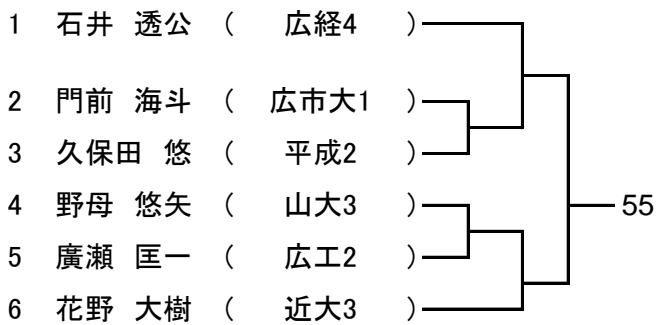 1 石井 透公 ( 広経4 )
2 門前 海斗 ( 広市大1 )
3 久保田 悠 ( 平成2 )
4 野母 悠矢 ( 山大3 )
55
5 廣瀬 匡一 ( 広工2 )
6 花野 大樹 ( 近大3 )